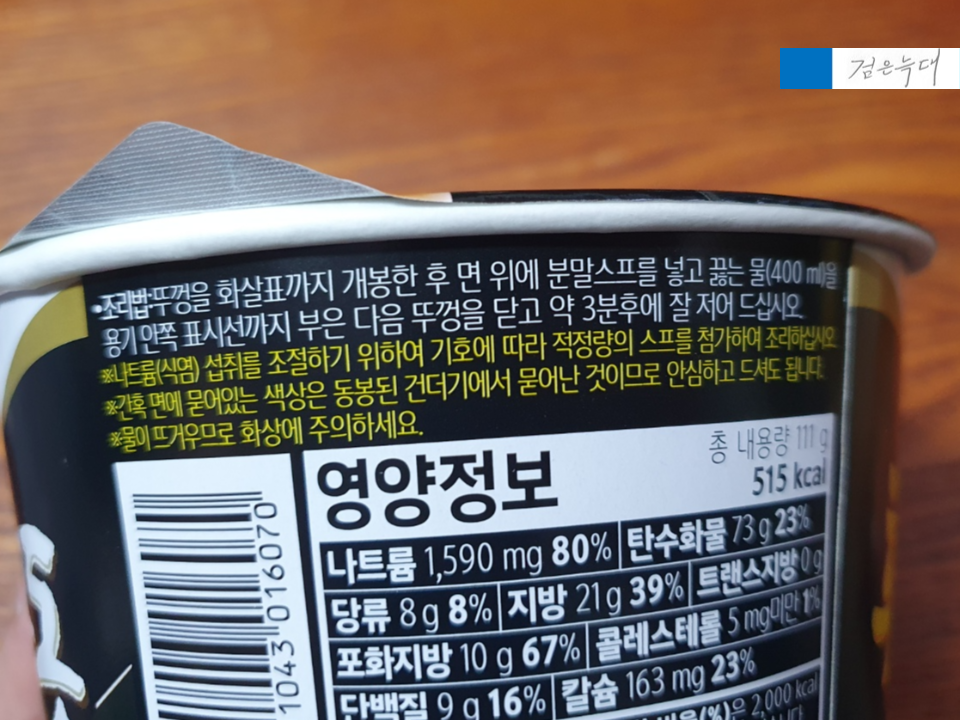 검은늑대
•조리법:뚜껑을 화살표까지 개봉한 후 면 위에 분말스프를 넣고 끓는 물(400 ml)을
용기 안쪽 표시선까지 부은 다음 뚜껑을 닫고 약 3분후에 잘 저어 드십시오.
※나트륨(식염) 섭취를 조절하기 위하여 기호에 따라 적정량의 스프를 첨가하여 조리하십시오.
※간혹 면에 묻어있는 색상은 동봉된 건더기에서 묻어난 것이므로 안심하고 드셔도 됩니다.
※물이 뜨거우므로 화상에 주의하세요.
영양정보
총 내용량 111 g
515 kcal
나트륨 1,590 mg 80% 탄수화물 73 g 23%
당류 8 g 8% 지방 21 g 39% 트랜스지방 0 g
포화지방 10 g 67% 콜레스테롤 5 mg미만 1%
단백질 9 g 16% 칼슘 163 mg 23%
은 2,000 kcal
1043 016070